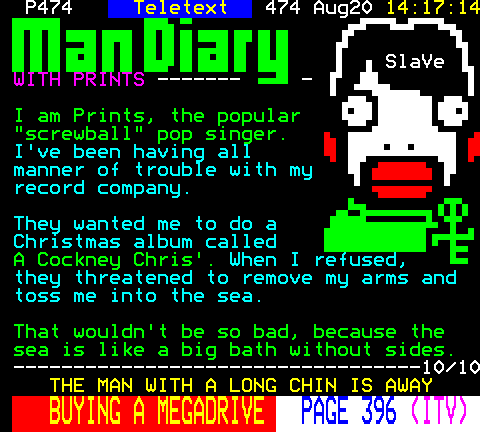 P474 Teletext 474 Aug20 14:17:14
Man Diary
SlaVe
WITH PRINTS ------- -
I am Prints, the popular
"screwball" pop singer.
I've been having all
manner of trouble with my
record company.
They wanted me to do a
Christmas album called
A Cockney Chris'. When I refused,
they threatened to remove my arms and
toss me into the sea.
That wouldn't be so bad, because the
sea is like a big bath without sides.
----------------------------------10/10
THE MAN WITH A LONG CHIN IS AWAY
BUYING A MEGADRIVE PAGE 396 (ITV)